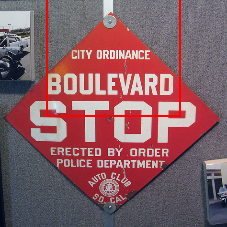 CITY ORDINANCE
BOULEVARD
STOP
ERECTED BY ORDER
POLICE DEPARTMENT
AUTO CLUB
SO. CAL.